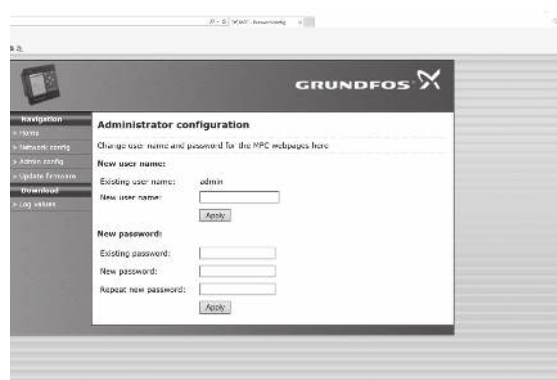 GRUNDFOS
Navigation
> Home
> Network config
> Admin config
> Update firmware
Download
> Log values
Administrator configuration
Change user name and password for the MPC webpages here
New user name:
Existing user name: admin
New user name:
Apply
New password:
Existing password:
New password:
Repeat new password:
Apply